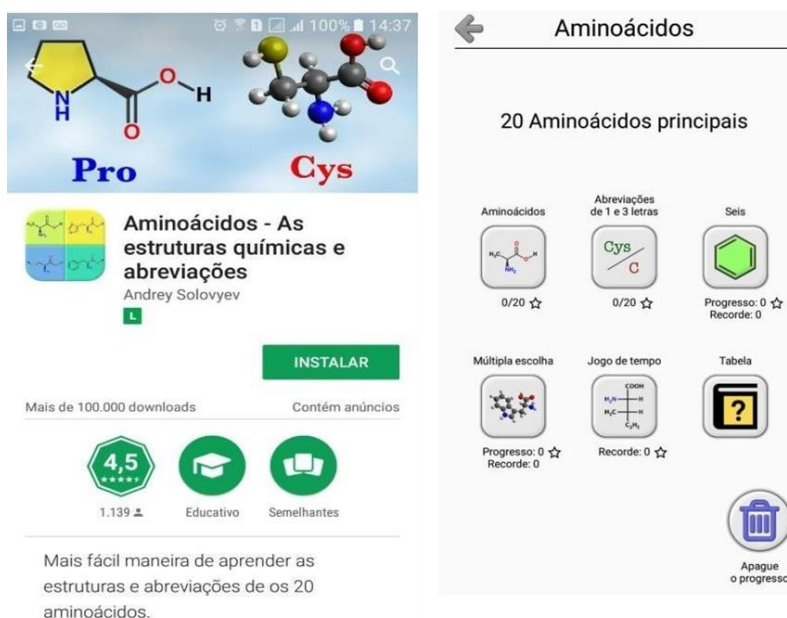 100% 14:37
N
H
O
O
H
Pro
Cys
Aminoácidos - As
estruturas químicas e
abreviações
Andrey Solovyev
L
INSTALAR
Mais de 100.000 downloads
Contém anúncios
4,5
1.139
Educativo
Semelhantes
Mais fácil maneira de aprender as
estruturas e abreviações de os 20
aminoácidos.
Aminoácidos
20 Aminoácidos principais
Aminoácidos
0/20
Abreviações
de 1 e 3 letras
Cys
C
0/20
Seis
Progresso: 0
Recorde: 0
Múltipla escolha
Progresso: 0
Recorde: 0
Jogo de tempo
COOH
H₂N
H
H₃C
H
C₂H₅
Recorde: 0
Tabela
?
Apague
o progresso